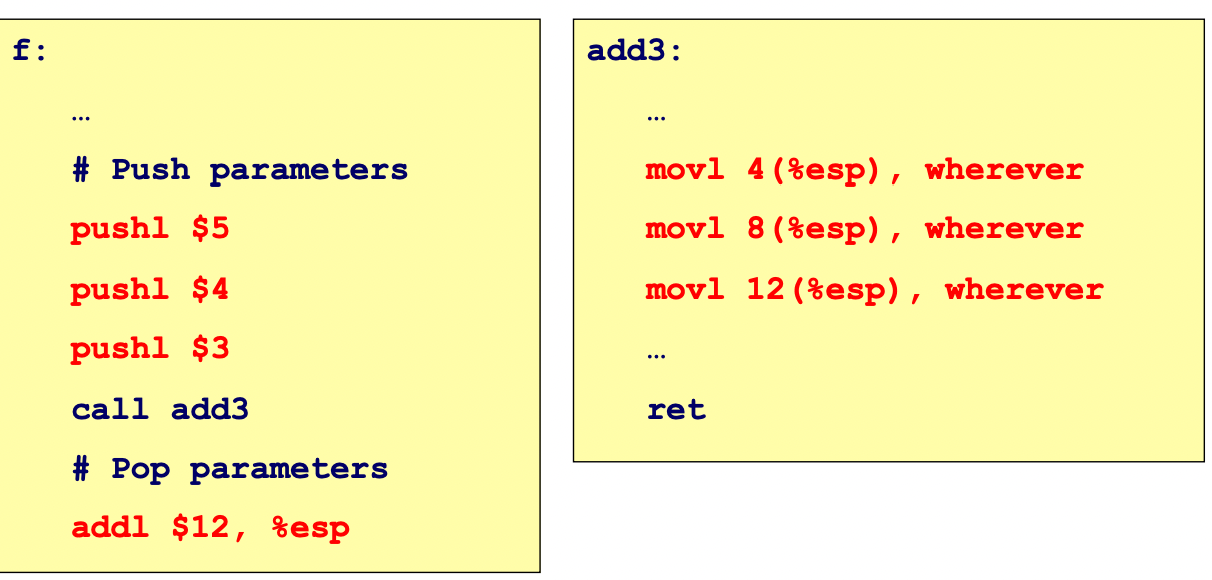 f:
…
# Push parameters
pushl $5
pushl $4
pushl $3
call add3
# Pop parameters
addl $12, %esp
add3:
…
movl 4(%esp), wherever
movl 8(%esp), wherever
movl 12(%esp), wherever
…
ret